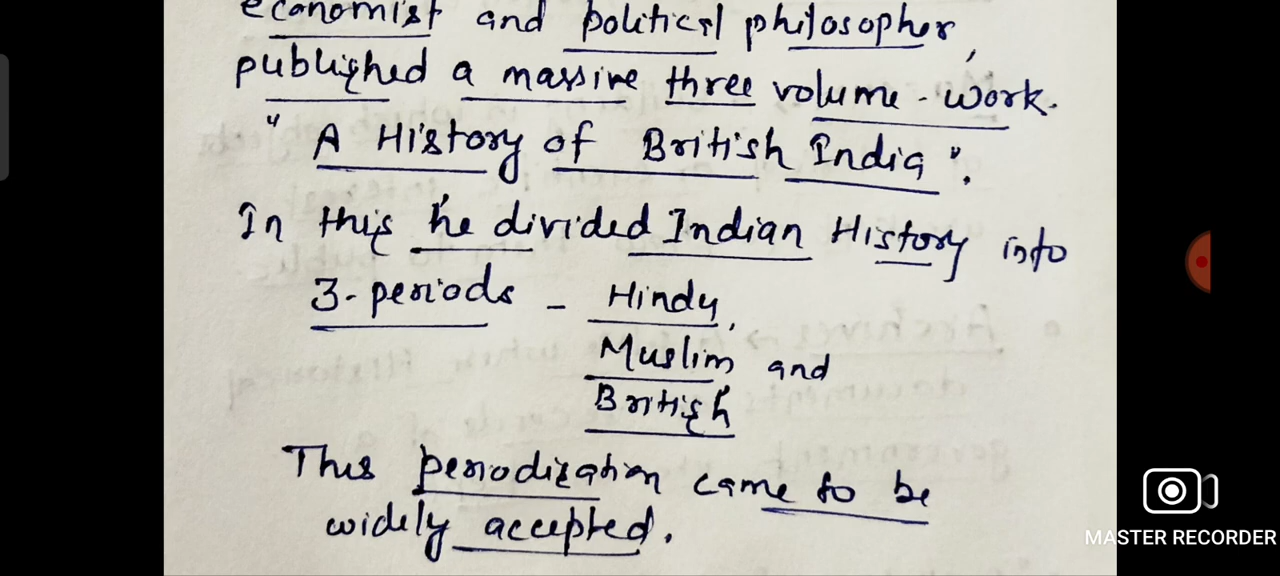 economist and political philosopher,
published a massive three volume - work.
"A History of British India".
In this he divided Indian History into
3-periods - Hindu,
Muslim and
British
This periodization came to be
widely accepted.
MASTER RECORDER